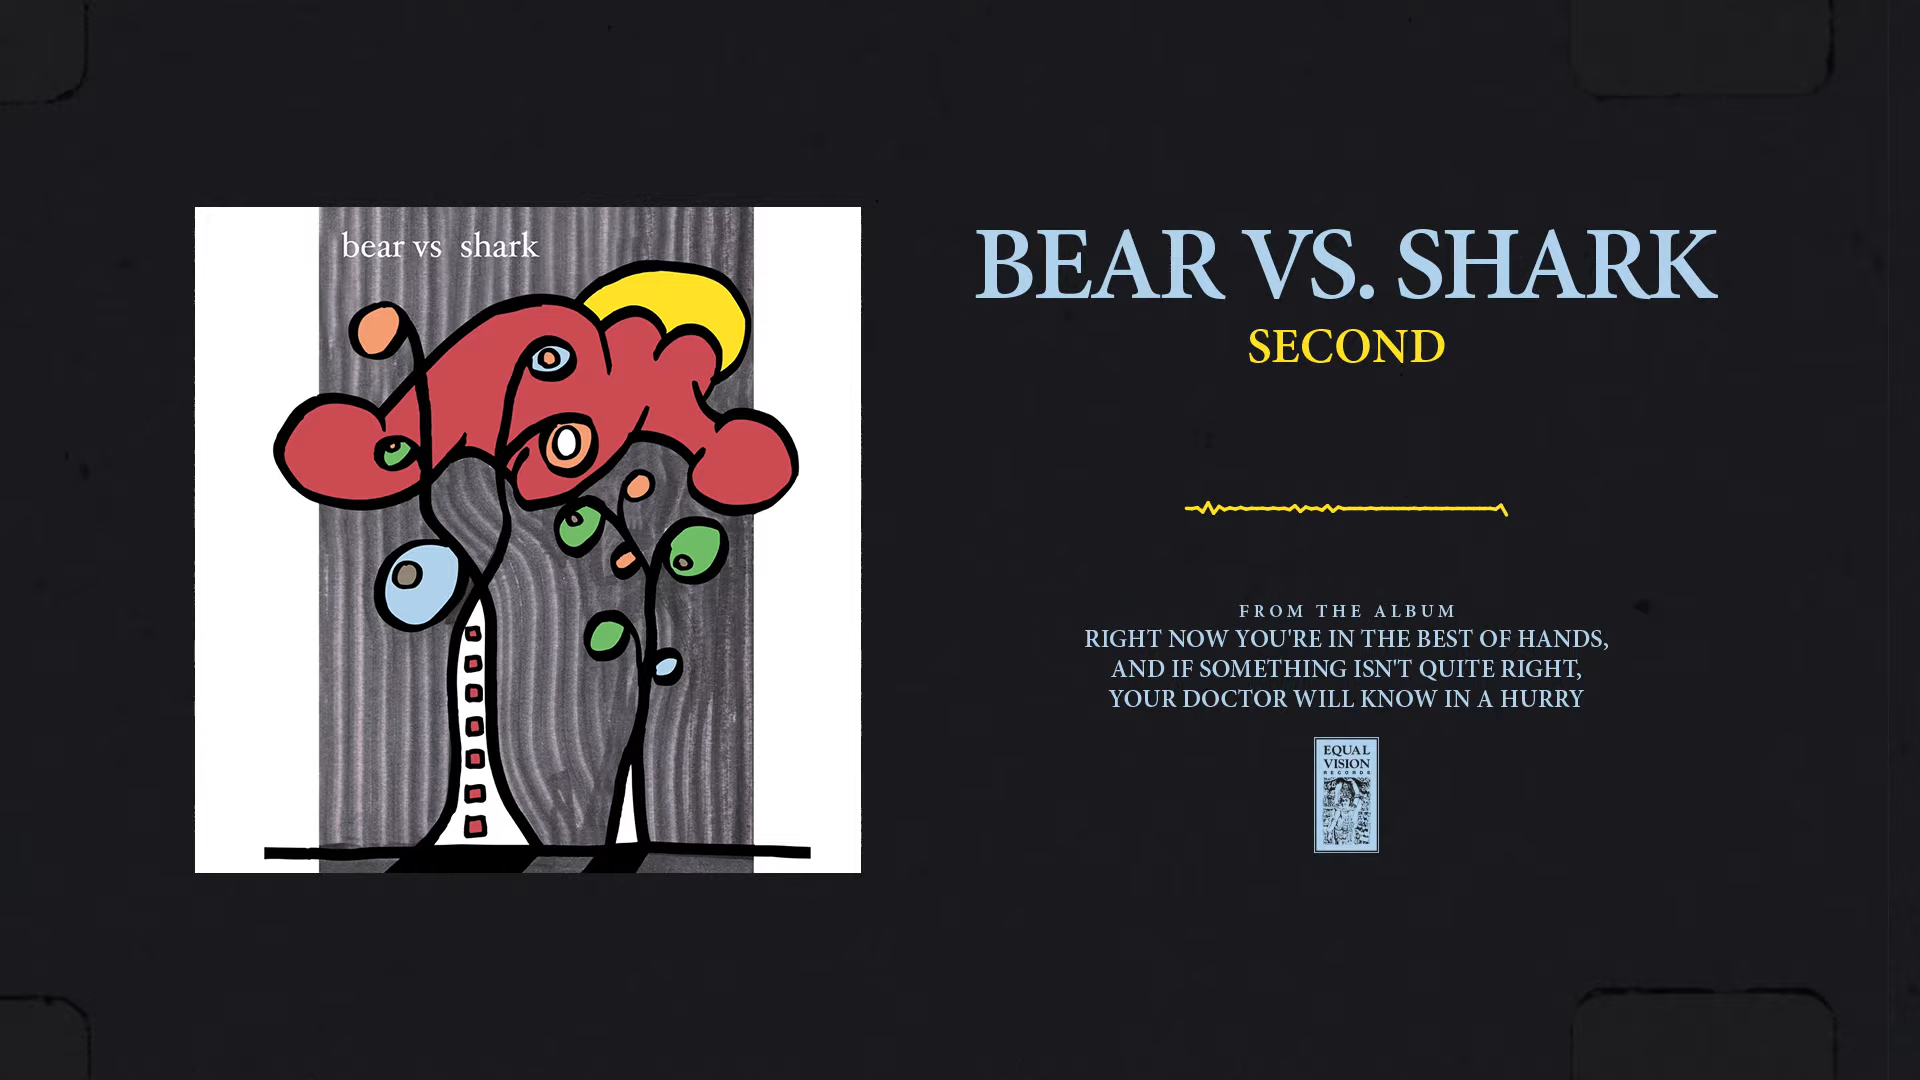 bear vs shark
BEAR VS. SHARK
SECOND
FROM THE ALBUM
RIGHT NOW YOU'RE IN THE BEST OF HANDS,
AND IF SOMETHING ISN'T QUITE RIGHT,
YOUR DOCTOR WILL KNOW IN A HURRY
EQUAL
VISION
RECORDS